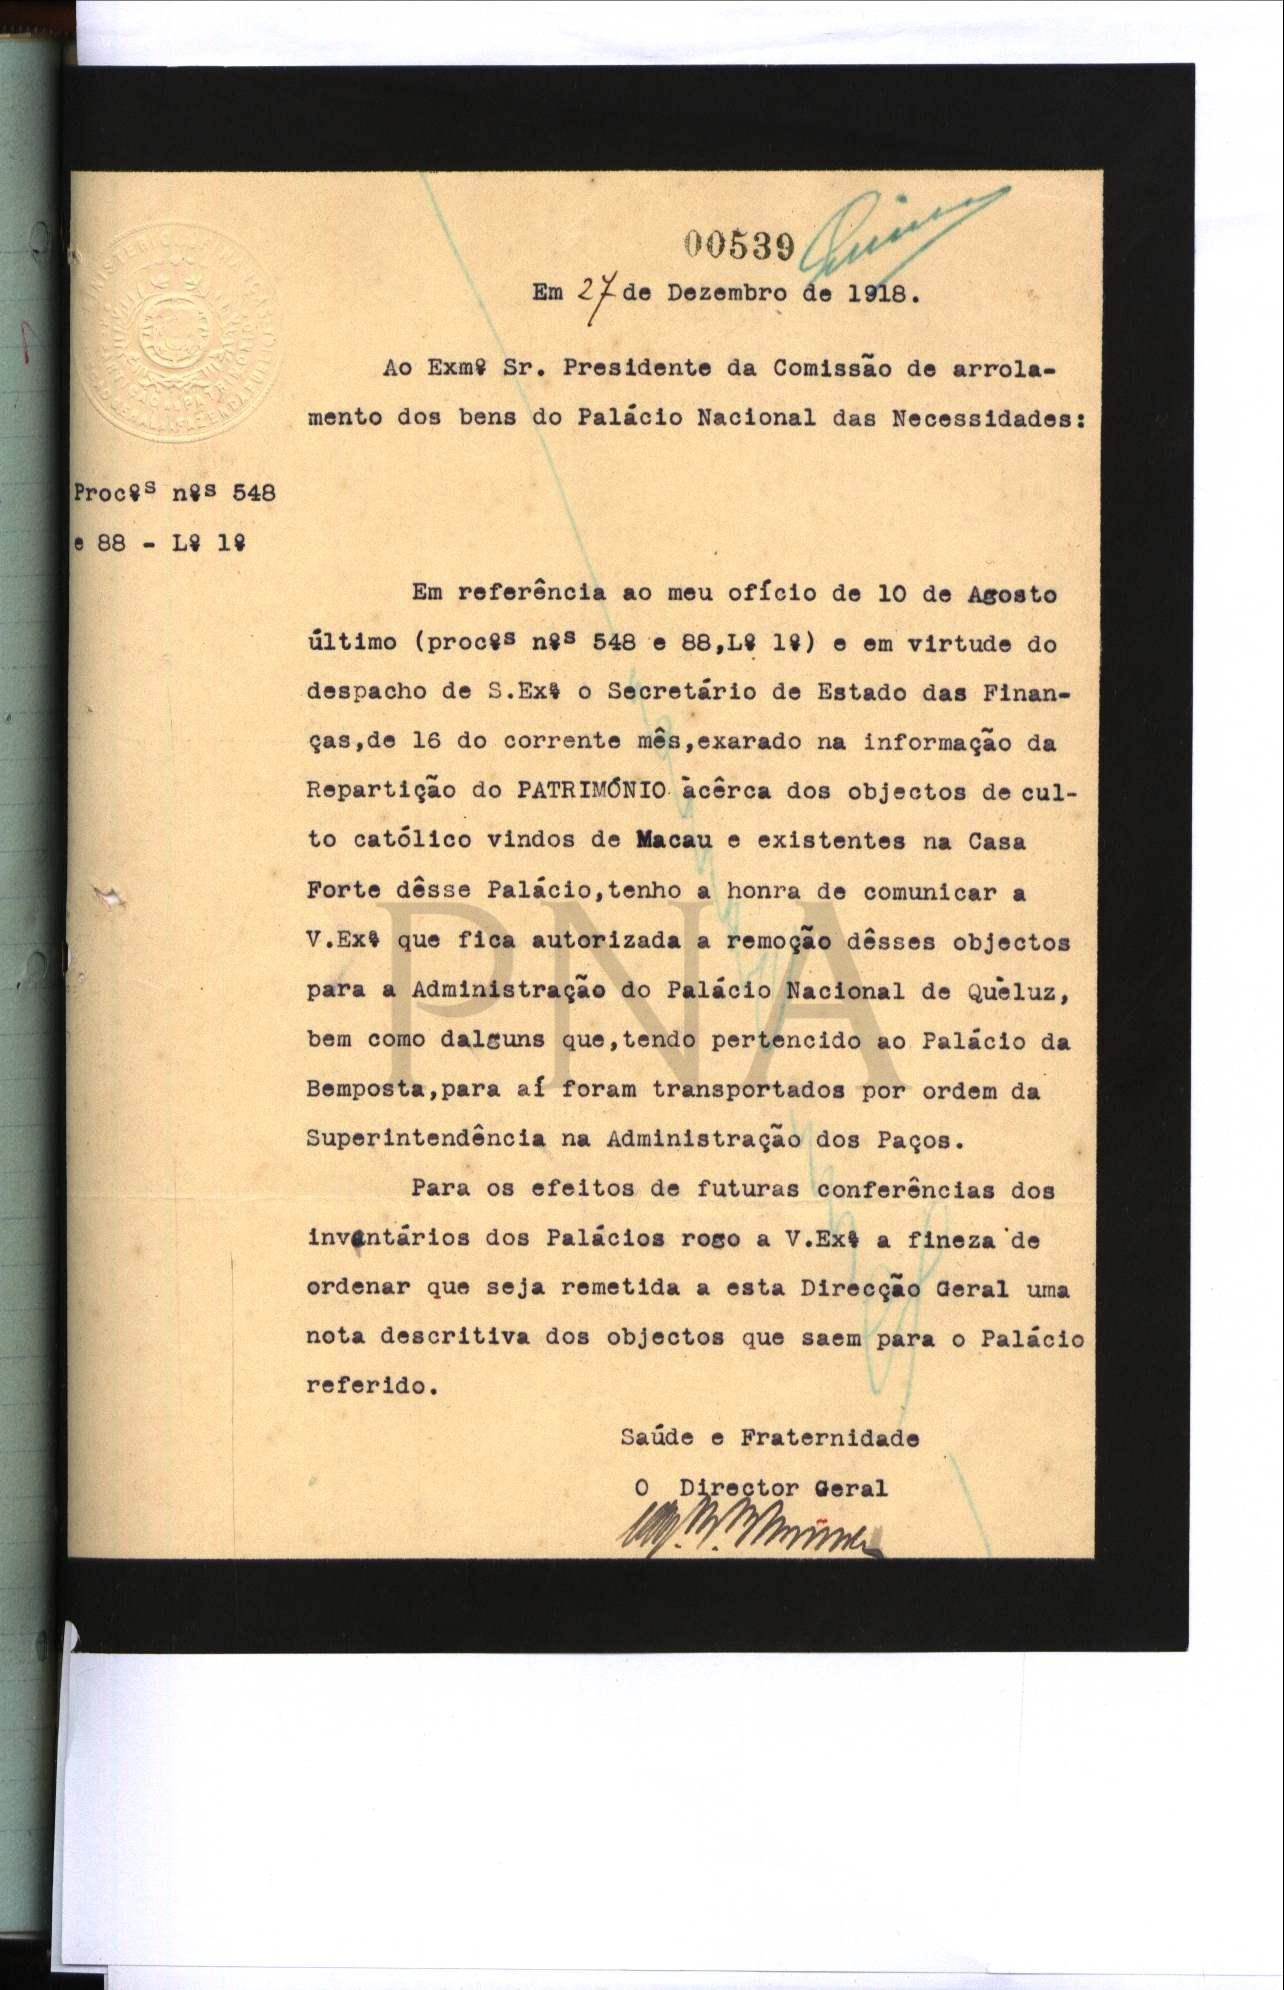 00539
Em 27 de Dezembro de 1918.
Ao Exmº Sr. Presidente da Comissão de arrola-
mento dos bens do Palácio Nacional das Necessidades:
Procºs nºs 548
e 88 - Lº 1º
Em referência ao meu ofício de 10 de Agosto
último (procºs nºs 548 e 88,Lº 1º) e em virtude do
despacho de S.Exª o Secretário de Estado das Finan-
ças,de 16 do corrente mês,exarado na informação da
Repartição do PATRIMÓNIO àcêrca dos objectos de cul-
to católico vindos de Macau e existentes na Casa
Forte dêsse Palácio,tenho a honra de comunicar a
V.Exª que fica autorizada a remoção dêsses objectos
para a Administração do Palácio Nacional deQuèluz,
bem como dalguns que,tendo pertencido ao Palácio da
Bemposta,para aí foram transportados por ordem da
Superintendência na Administração dos Paços.
Para os efeitos de futuras conferências dos
inventários dos Palácios rogo a V.Exª a fineza de
ordenar que seja remetida a esta Direcção Geral uma
nota descritiva dos objectos que saem para o Palácio
referido.
Saúde e Fraternidade
O Director Geral
PNA